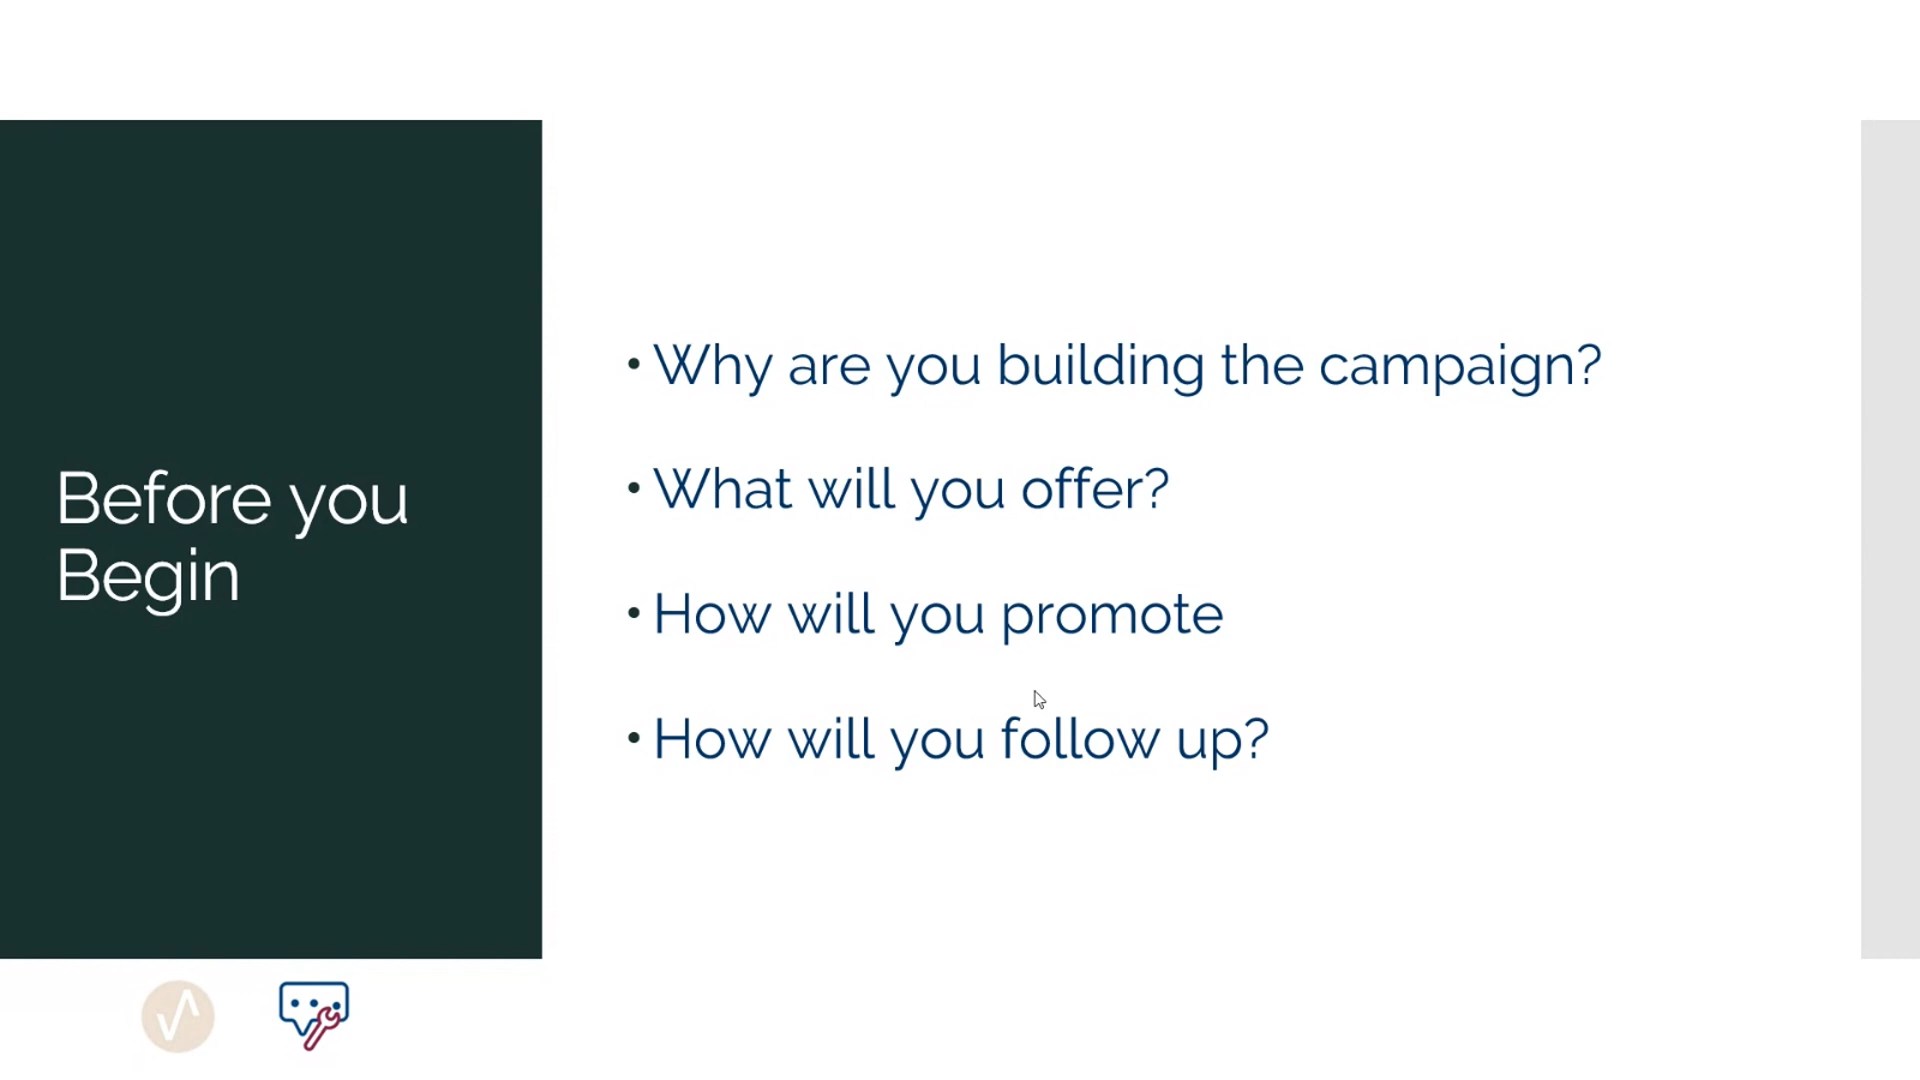 Before you
Begin
• Why are you building the campaign?
• What will you offer?
• How will you promote
• How will you follow up?